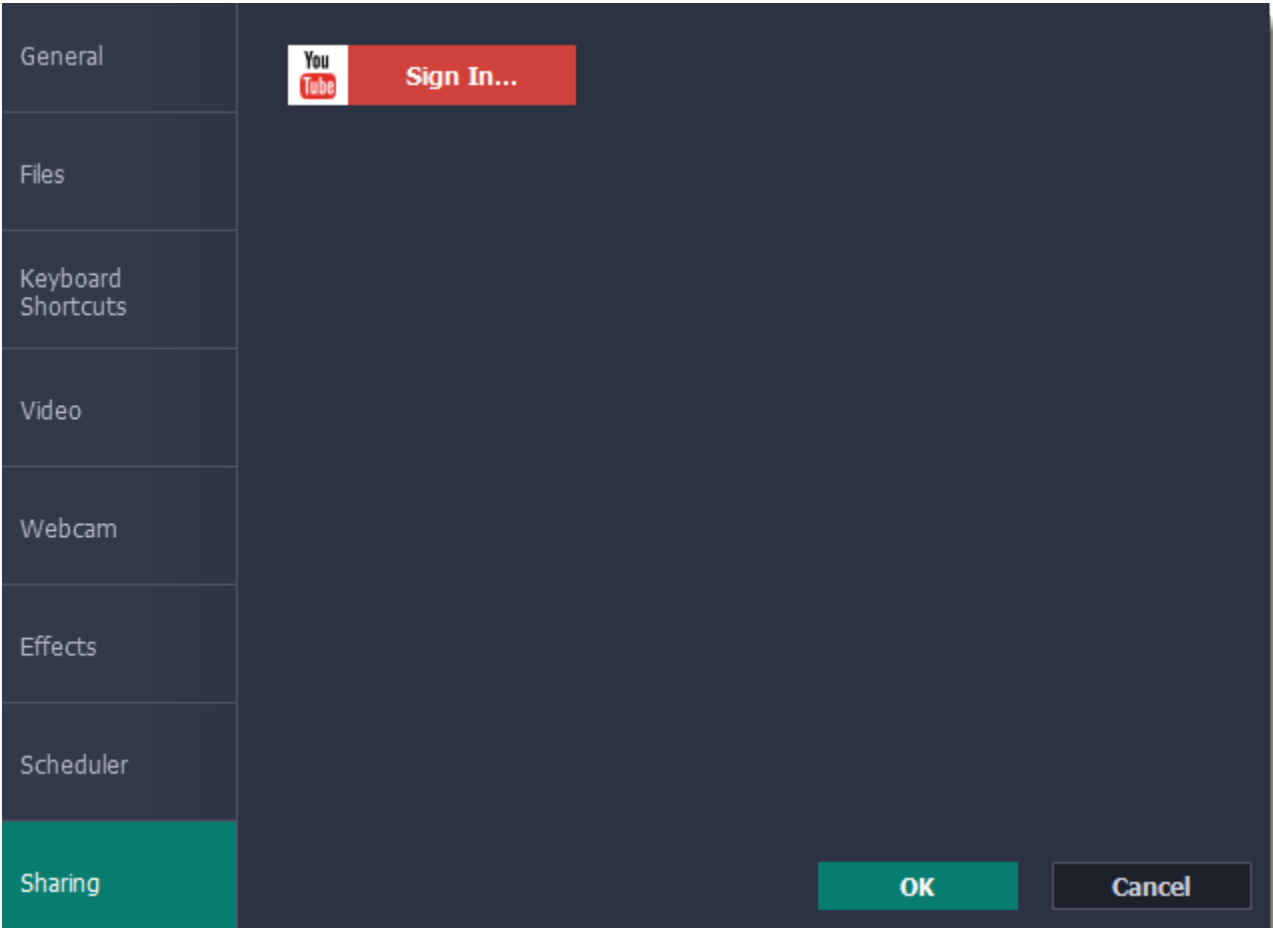 General
Files
Keyboard
Shortcuts
Video
Webcam
Effects
Scheduler
Sharing
You
Tube
Sign In...
OK
Cancel